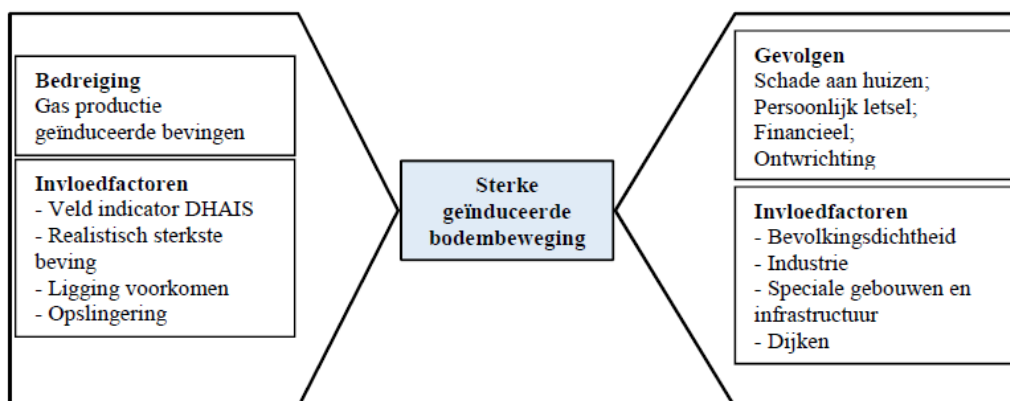 Bedreiging
Gas productie
geïnduceerde bevingen
Invloedfactoren
- Veld indicator DHAIS
- Realistisch sterkste
beving
- Ligging voorkomen
- Opslingering
Sterke
geïnduceerde
bodembeweging
Gevolgen
Schade aan huizen;
Persoonlijk letsel;
Financieel;
Ontwrichting
Invloedfactoren
- Bevolkingsdichtheid
- Industrie
- Speciale gebouwen en
infrastructuur
- Dijken